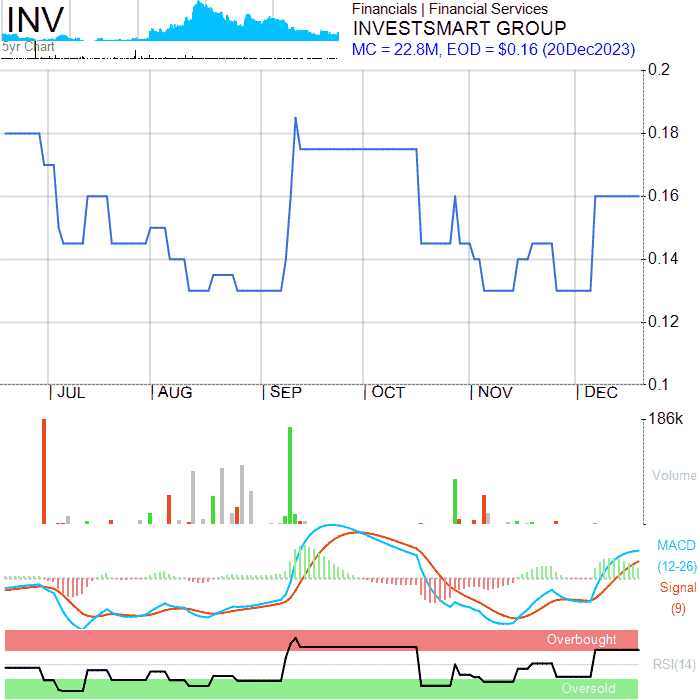 INV
5yr Chart
Financials | Financial Services
INVESTSMART GROUP
MC = 22.8M, EOD = $0.16 (20Dec2023)
0.2
0.18
0.16
0.14
0.12
0.1
JUL AUG SEP OCT NOV DEC
186k
Volume
MACD
(12-26)
Signal
(9)
Overbought
RSI(14)
Oversold